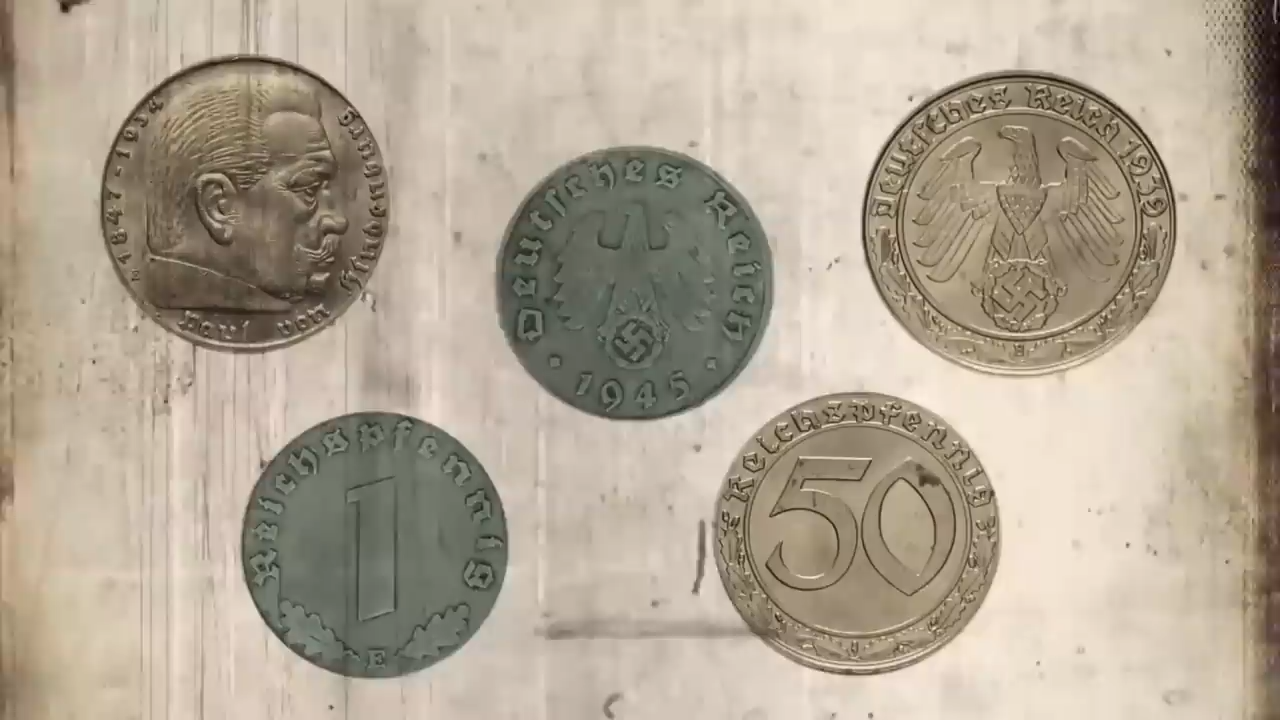 1847-1934
Paul von
Hindenburg
Deutsches Reich
1945
Deutsches Reich 1939
B
Reichspfennig
1
E
Reichspfennig
50